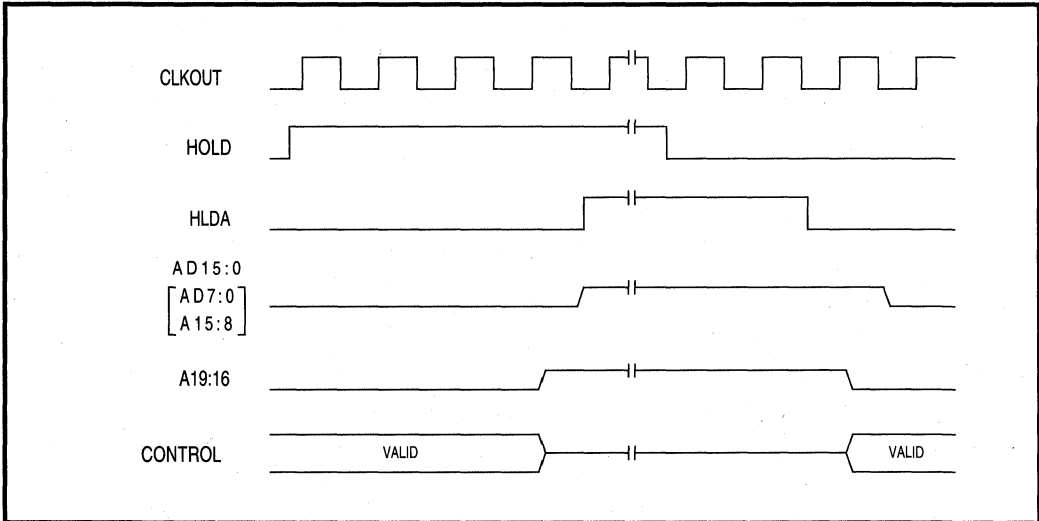 CLKOUT
HOLD
HLDA
AD15:0
AD7:0
A15:8
A19:16
CONTROL
VALID
VALID